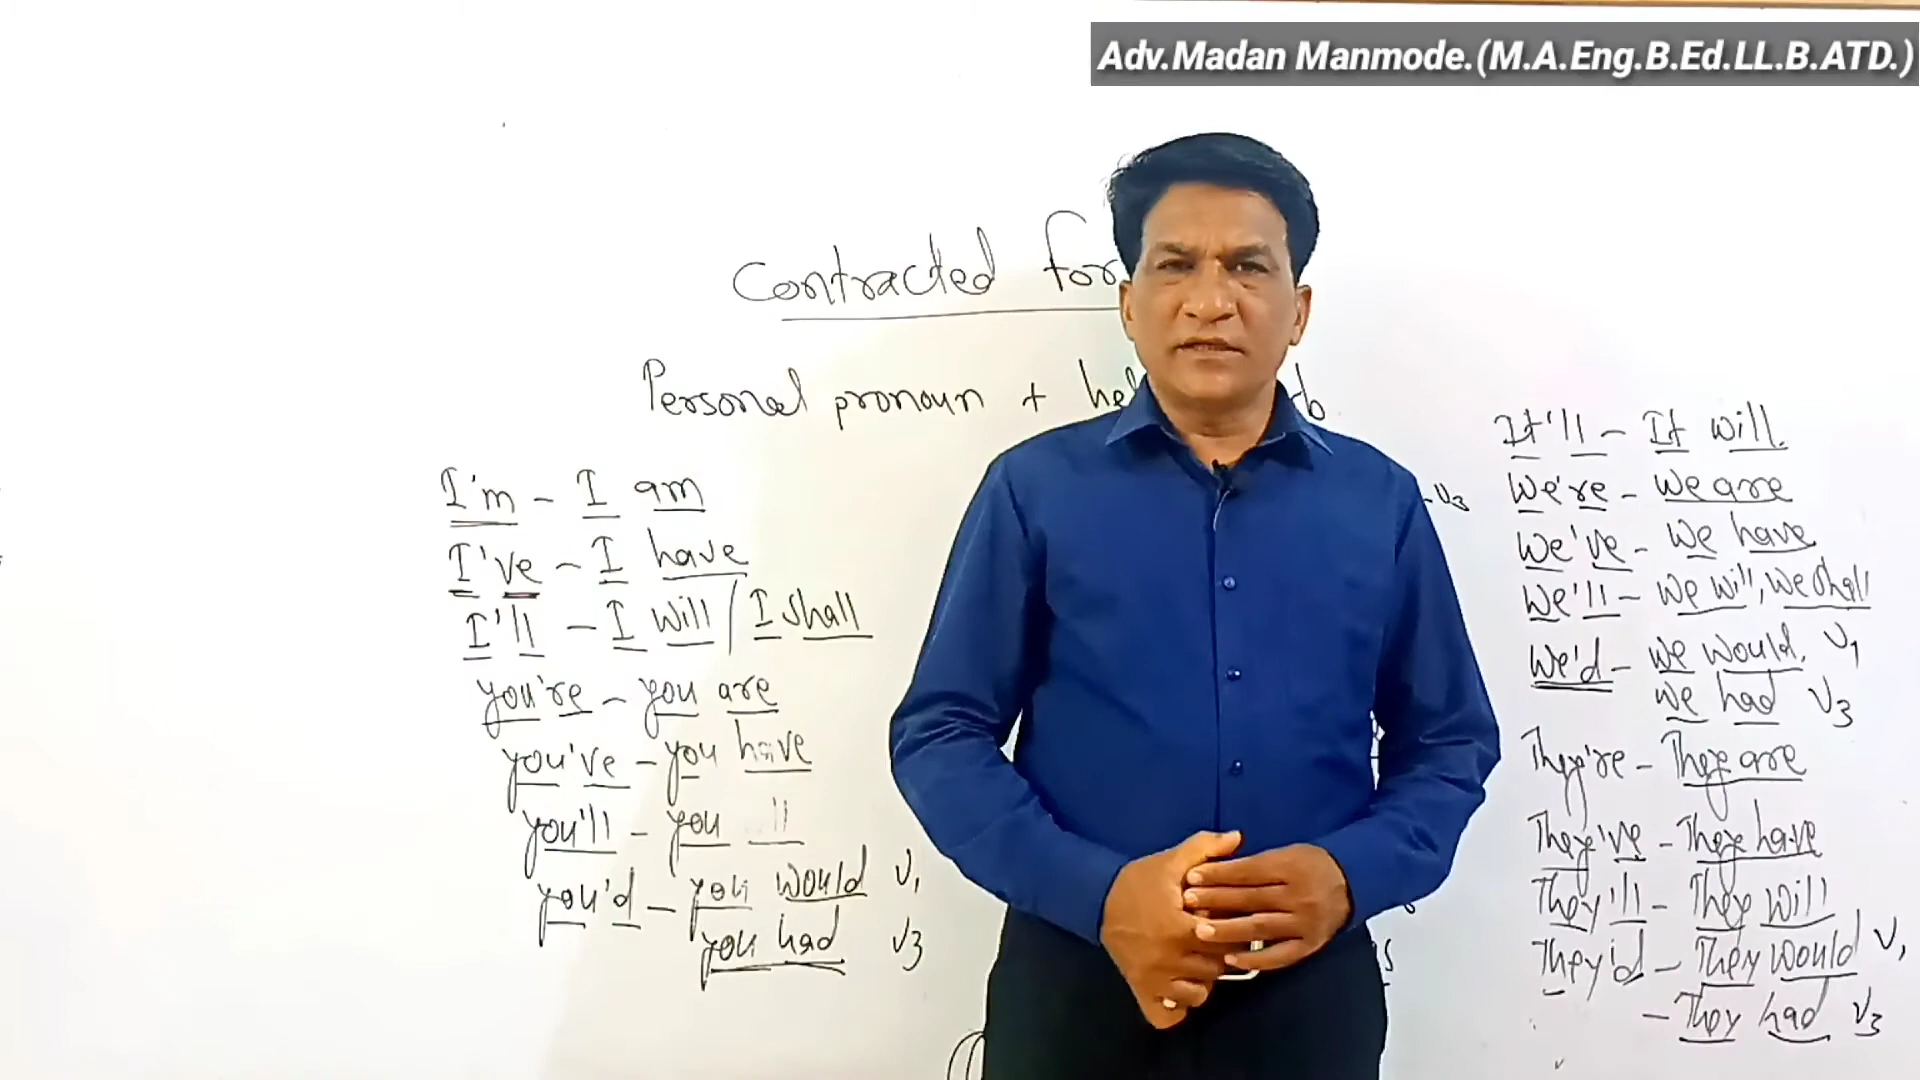 Adv.Madan Manmode.(M.A.Eng.B.Ed.LL.B.ATD.)
Contracted for
Personal pronoun + hel rb
I'm - I am
I've - I have
I'll - I will / I shall
you're - you are
you've - you have
you'll - you ll
you'd - you would V1
you had V3
- V3
It'll - It will.
We're - We are
We've - We have
We'll - We will, We shall
We'd - We would, V1
We had V3
They're - They are
They've - They have
They'll - They will
They'd - They would V1
- They had V3